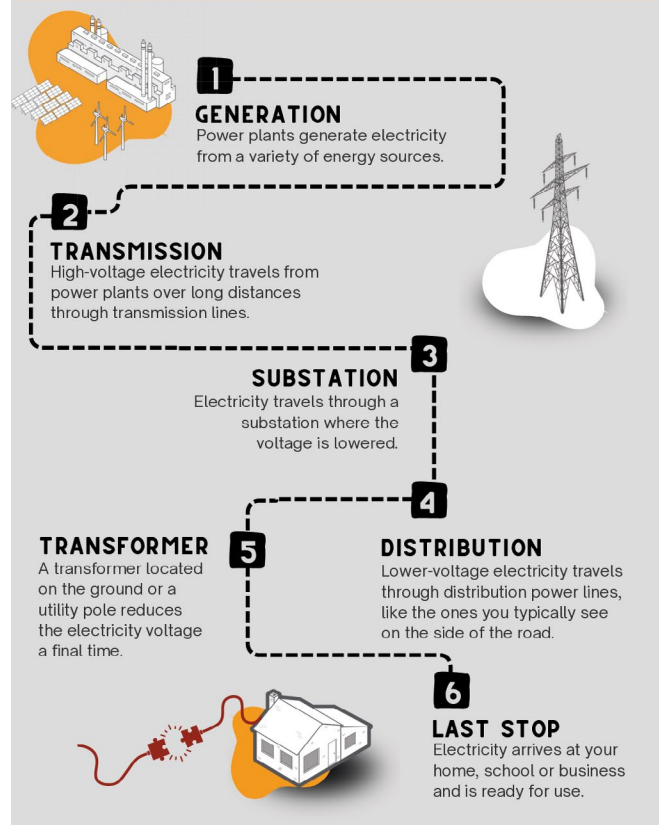 1
GENERATION
Power plants generate electricity
from a variety of energy sources.
2
TRANSMISSION
High-voltage electricity travels from
power plants over long distances
through transmission lines.
3
SUBSTATION
Electricity travels through a
substation where the
voltage is lowered.
4
DISTRIBUTION
Lower-voltage electricity travels
through distribution power lines,
like the ones you typically see
on the side of the road.
5
TRANSFORMER
A transformer located
on the ground or a
utility pole reduces
the electricity voltage
a final time.
6
LAST STOP
Electricity arrives at your
home, school or business
and is ready for use.